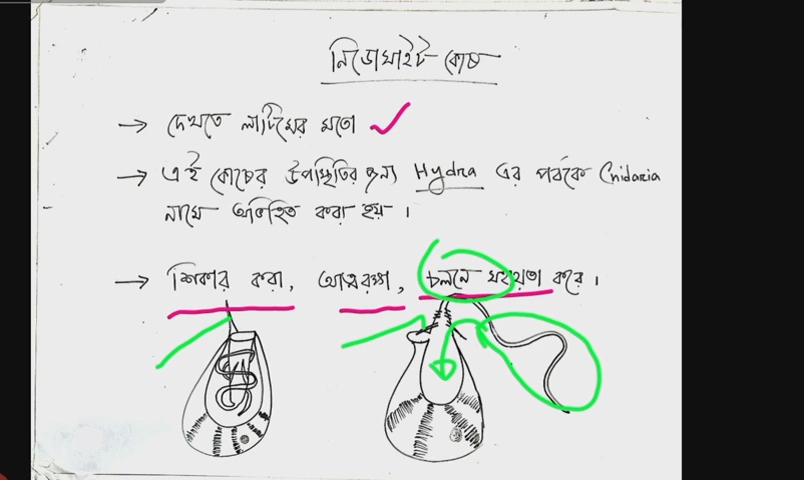 নিডোসাইট কোষ
→ দেখতে লাটিমের মতো
→ এই কোষের উপস্থিতির জন্য Hydra এর পর্বকে Cnidaria
নামে অভিহিত করা হয় ।
→ শিকার করা, আত্মরক্ষা, চলনে সহায়তা করে ।